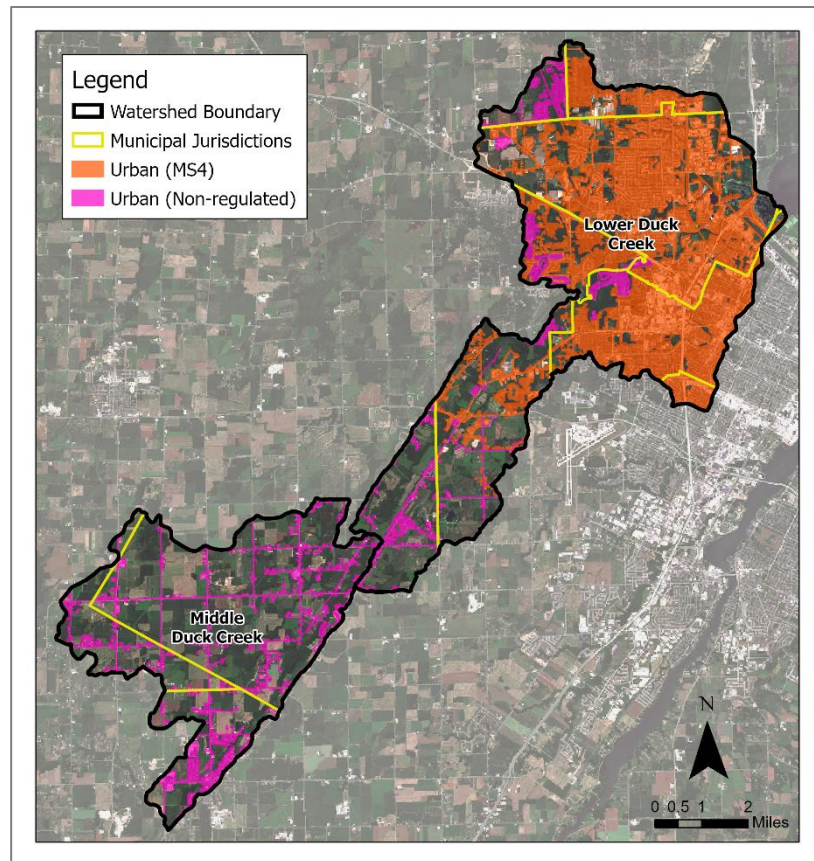 Legend
Watershed Boundary
Municipal Jurisdictions
Urban (MS4)
Urban (Non-regulated)
Lower Duck
Creek
Middle
Duck Creek
N
0 0.5 1 2
Miles